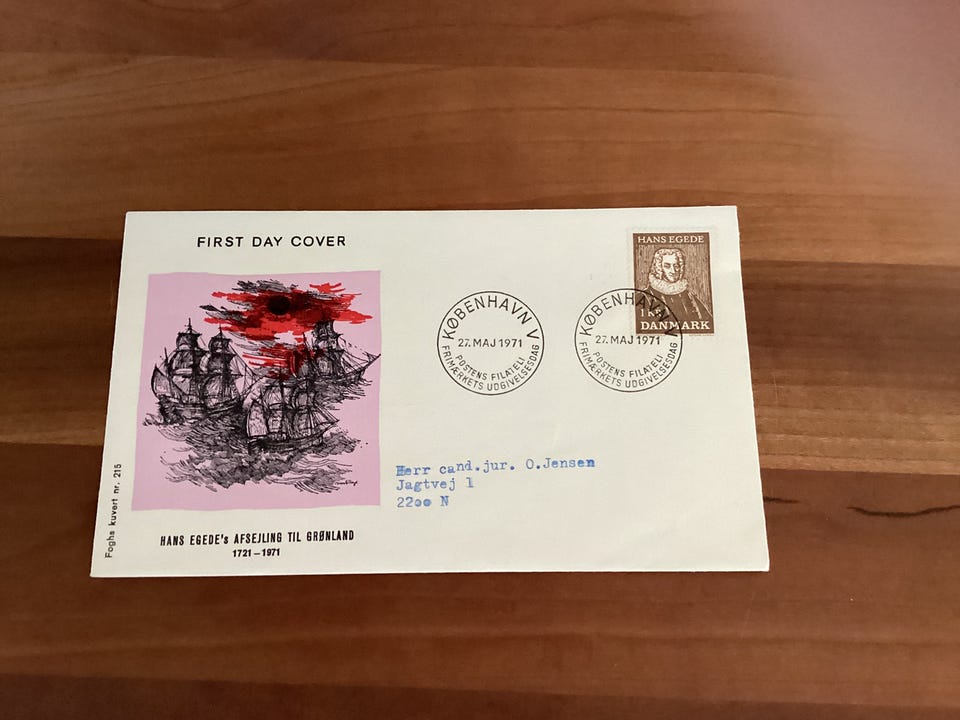 FIRST DAY COVER
HANS EGEDE
1 KR
DANMARK
KØBENHAVN V
27. MAJ 1971
POSTENS FILATELI
FRIMÆRKETS UDGIVELSESDAG
KØBENHAVN V
27. MAJ 1971
POSTENS FILATELI
FRIMÆRKETS UDGIVELSESDAG
Herr cand.jur. O.Jensen
Jagtvej 1
22oo N
Foghs kuvert nr. 215
HANS EGEDE's AFSEJLING TIL GRØNLAND
1721 – 1971